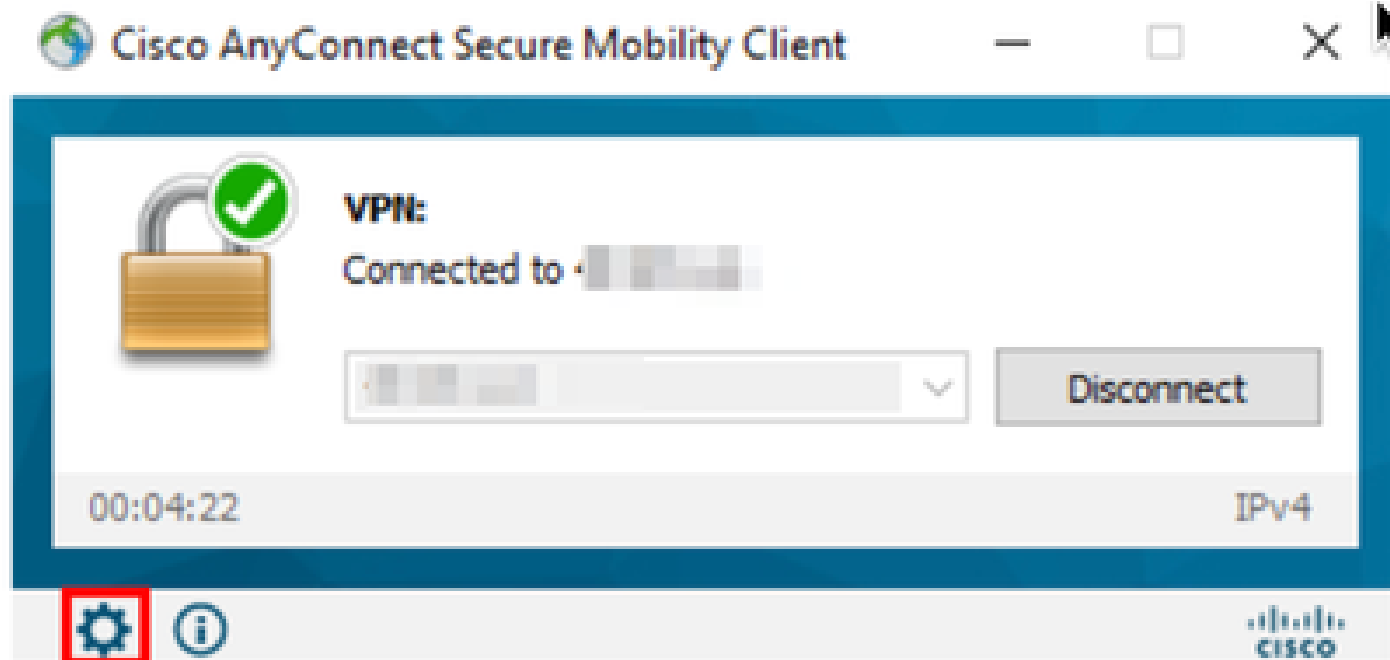 Cisco AnyConnect Secure Mobility Client
VPN:
Connected to
Disconnect
00:04:22
IPv4
CISCO